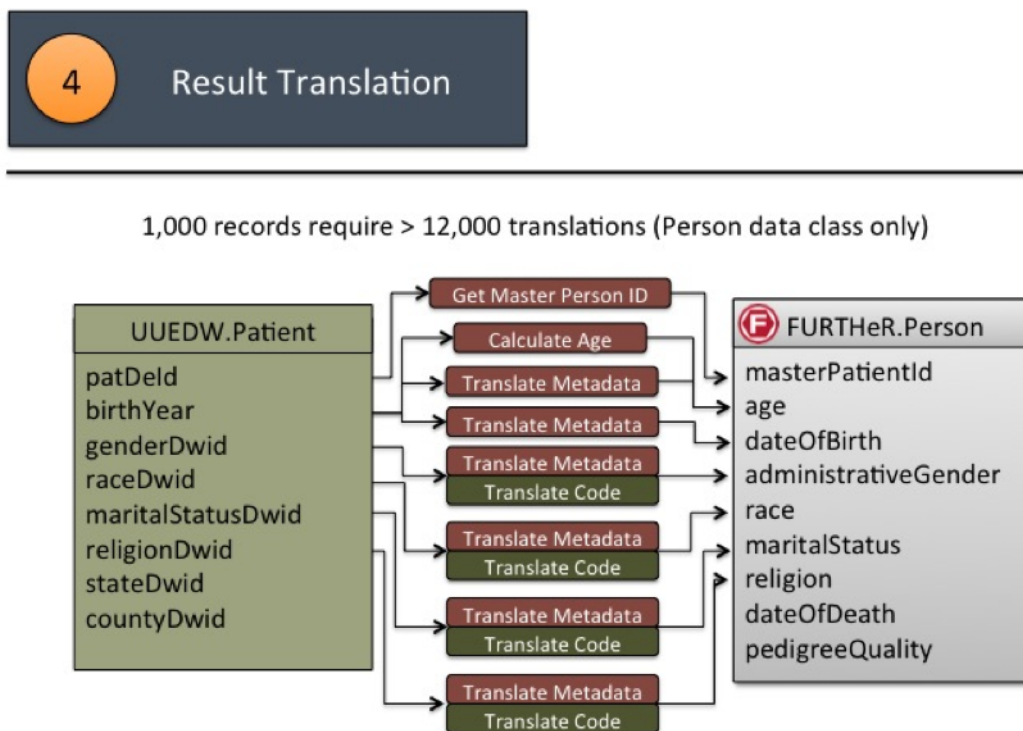 4
Result Translation
1,000 records require > 12,000 translations (Person data class only)
UUEDW.Patient
patDeId
birthYear
genderDwid
raceDwid
maritalStatusDwid
religionDwid
stateDwid
countyDwid
Get Master Person ID
Calculate Age
Translate Metadata
Translate Metadata
Translate Metadata
Translate Code
Translate Metadata
Translate Code
Translate Metadata
Translate Code
Translate Metadata
Translate Code
F FURTHeR.Person
masterPatientId
age
dateOfBirth
administrativeGender
race
maritalStatus
religion
dateOfDeath
pedigreeQuality